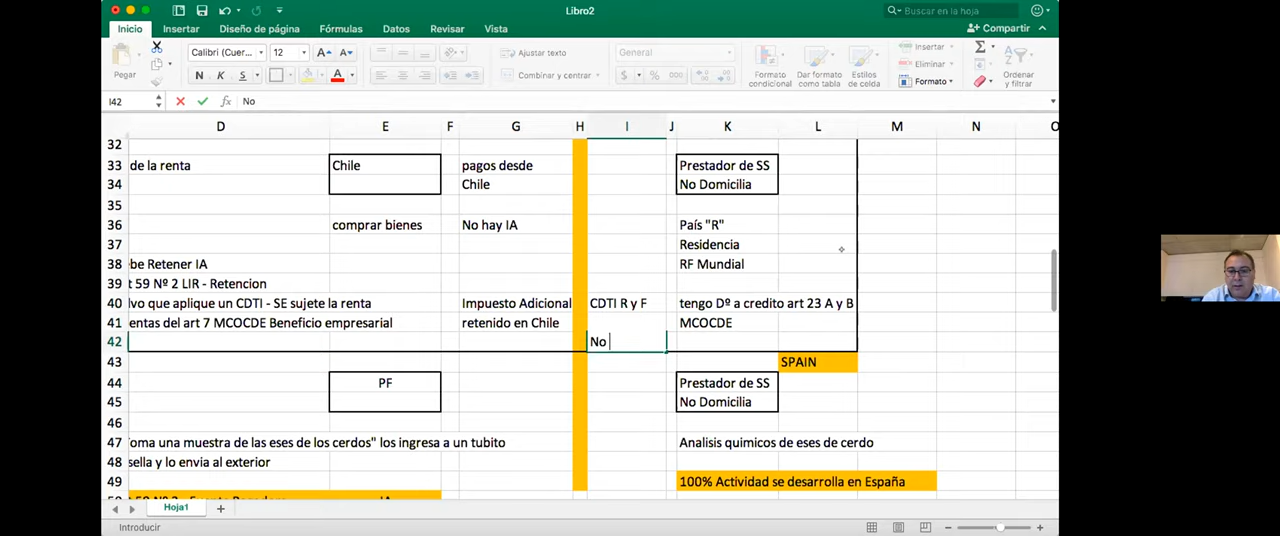 Libro2
Buscar en la hoja
Inicio Insertar Diseño de página Fórmulas Datos Revisar Vista
Compartir
Pegar
Calibri (Cuer... 12
N K S
Ajustar texto
Combinar y centrar
General
$ % 000
Formato condicional
Dar formato como tabla
Estilos de celda
Insertar
Eliminar
Formato
Ordenar y filtrar
I42 fx No
D E F G H I J K L M N O
32
33 de la renta Chile pagos desde Prestador de SS
34 Chile No Domicilia
35
36 comprar bienes No hay IA País "R"
37 Residencia
38 be Retener IA RF Mundial
39 t 59 Nº 2 LIR - Retencion
40 lvo que aplique un CDTI - SE sujete la renta Impuesto Adicional CDTI R y F tengo Dº a credito art 23 A y B
41 entas del art 7 MCOCDE Beneficio empresarial retenido en Chile MCOCDE
42 No
43 SPAIN
44 PF Prestador de SS
45 No Domicilia
46
47 oma una muestra de las eses de los cerdos" los ingresa a un tubito Analisis quimicos de eses de cerdo
48 sella y lo envia al exterior
49 100% Actividad se desarrolla en España
Hoja1
Introducir